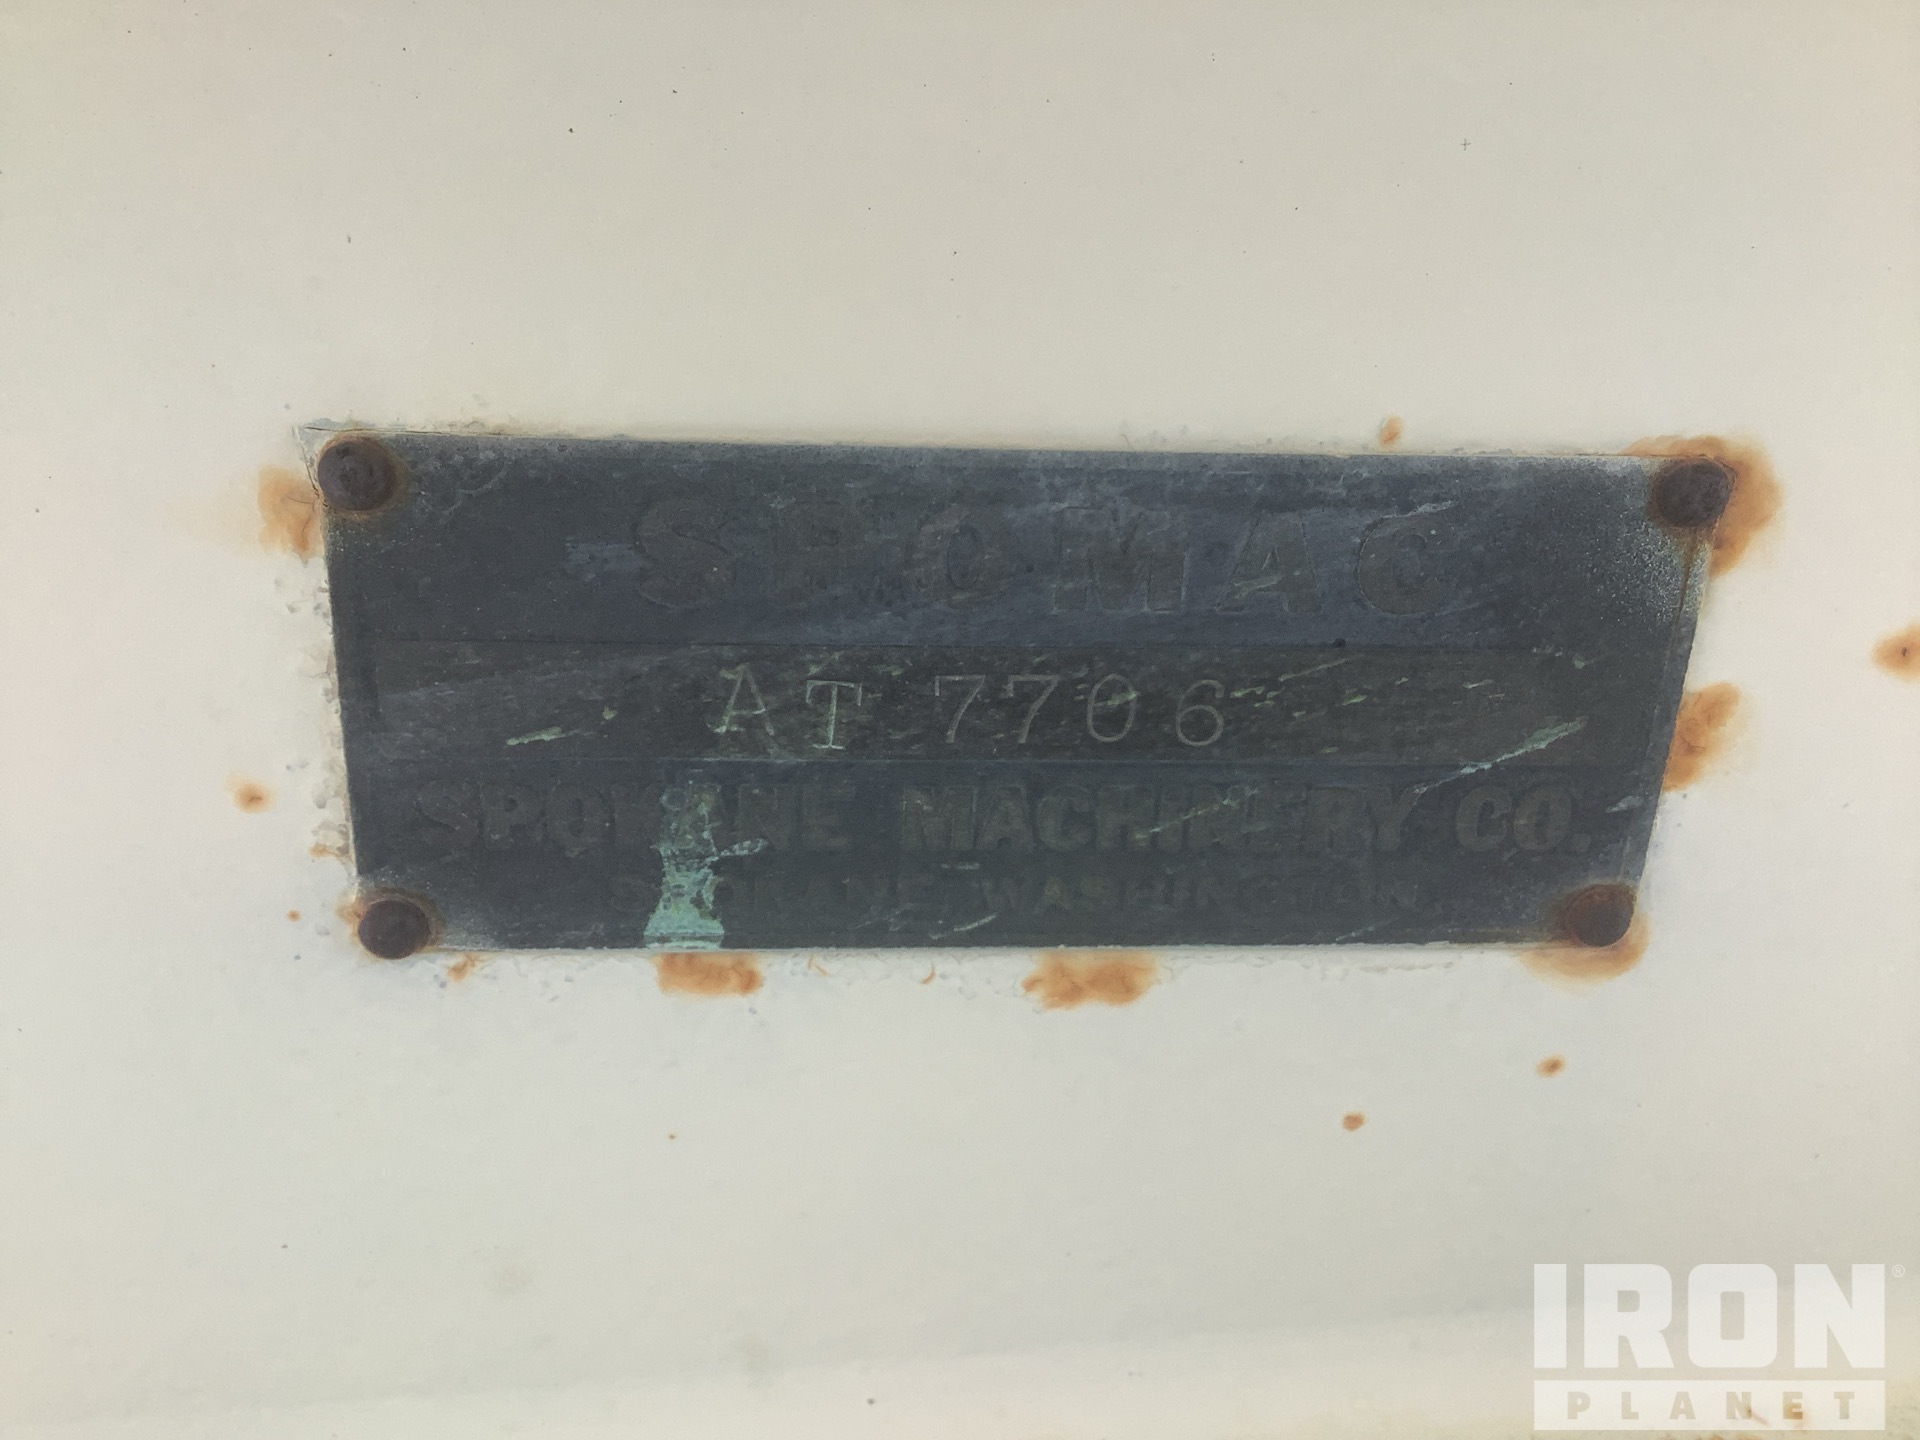 SPOMAC
AT 7706
SPOKANE MACHINERY CO.
SPOKANE, WASHINGTON
IRON®
PLANET